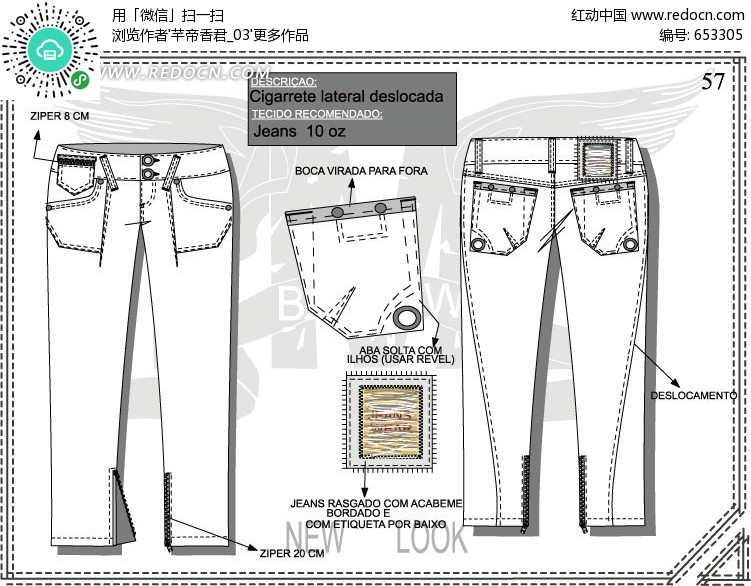 用「微信」扫一扫
浏览作者'芊帝香君_03'更多作品
红动中国 www.redocn.com
编号: 653305
WWW.REDOCN.COM
57
DESCRIÇAO:
Cigarrete lateral deslocada
TECIDO RECOMENDADO:
Jeans 10 oz
ZIPER 8 CM
BOCA VIRADA PARA FORA
ABA SOLTA COM
ILHOS (USAR REVEL)
DESLOCAMENTO
JEANS
WEAR
JEANS RASGADO COM ACABEME
BORDADO E
COM ETIQUETA POR BAIXO
NEW LOOK
ZIPER 20 CM